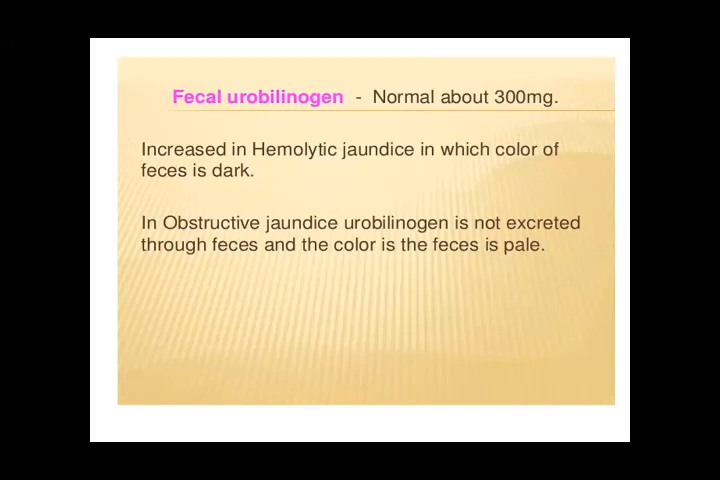 Fecal urobilinogen - Normal about 300mg.
Increased in Hemolytic jaundice in which color of
feces is dark.
In Obstructive jaundice urobilinogen is not excreted
through feces and the color is the feces is pale.